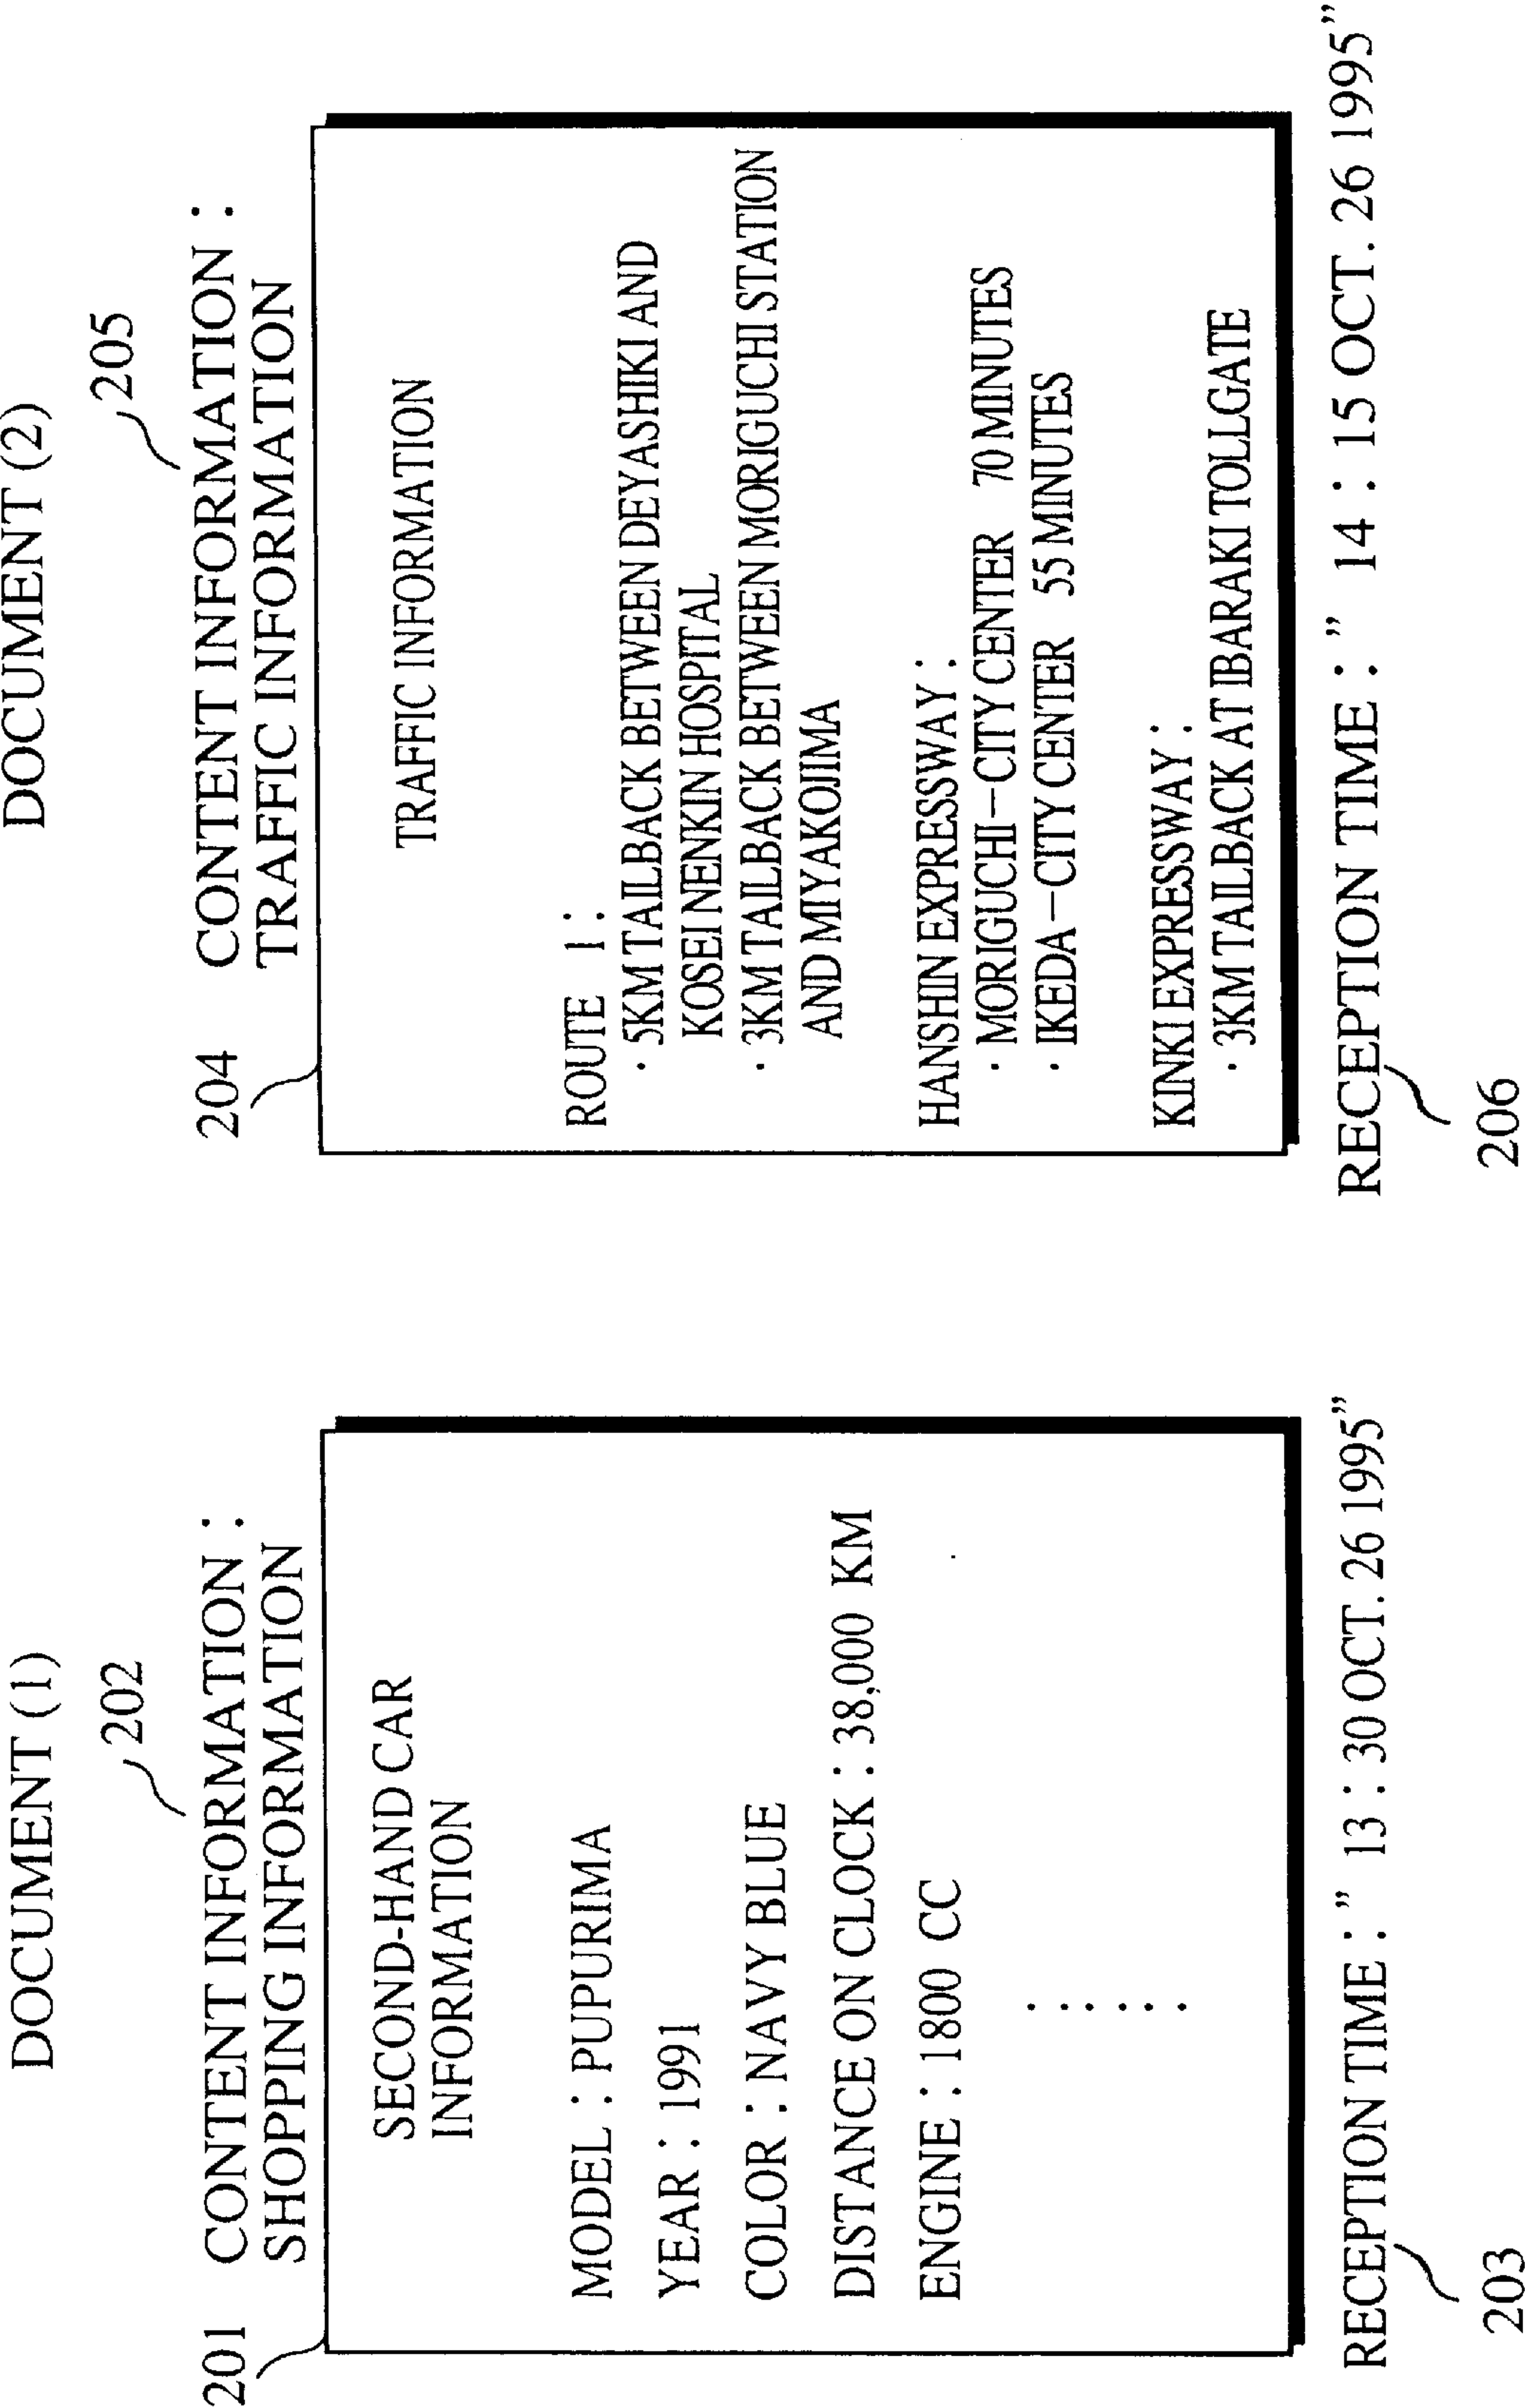 DOCUMENT (1)
202
201 CONTENT INFORMATION :
SHOPPING INFORMATION
SECOND-HAND CAR
INFORMATION
MODEL : PUPURIMA
YEAR : 1991
COLOR : NAVY BLUE
DISTANCE ON CLOCK : 38,000 KM
ENGINE : 1800 CC
RECEPTION TIME : ” 13 : 30 OCT. 26 1995”
203
DOCUMENT (2)
205
204 CONTENT INFORMATION :
TRAFFIC INFORMATION
TRAFFIC INFORMATION
ROUTE 1 :
· 5KM TAILBACK BETWEEN DEYASHIKI AND
KOSEI NENKIN HOSPITAL
· 3KM TAILBACK BETWEEN MORIGUCHI STATION
AND MIYAKOJIMA
HANSHIN EXPRESSWAY :
· MORIGUCHI–CITY CENTER 70 MINUTES
· IKEDA–CITY CENTER 55 MINUTES
KINKI EXPRESSWAY :
· 3KM TAILBACK AT IBARAKI TOLLGATE
RECEPTION TIME : ” 14 : 15 OCT. 26 1995”
206